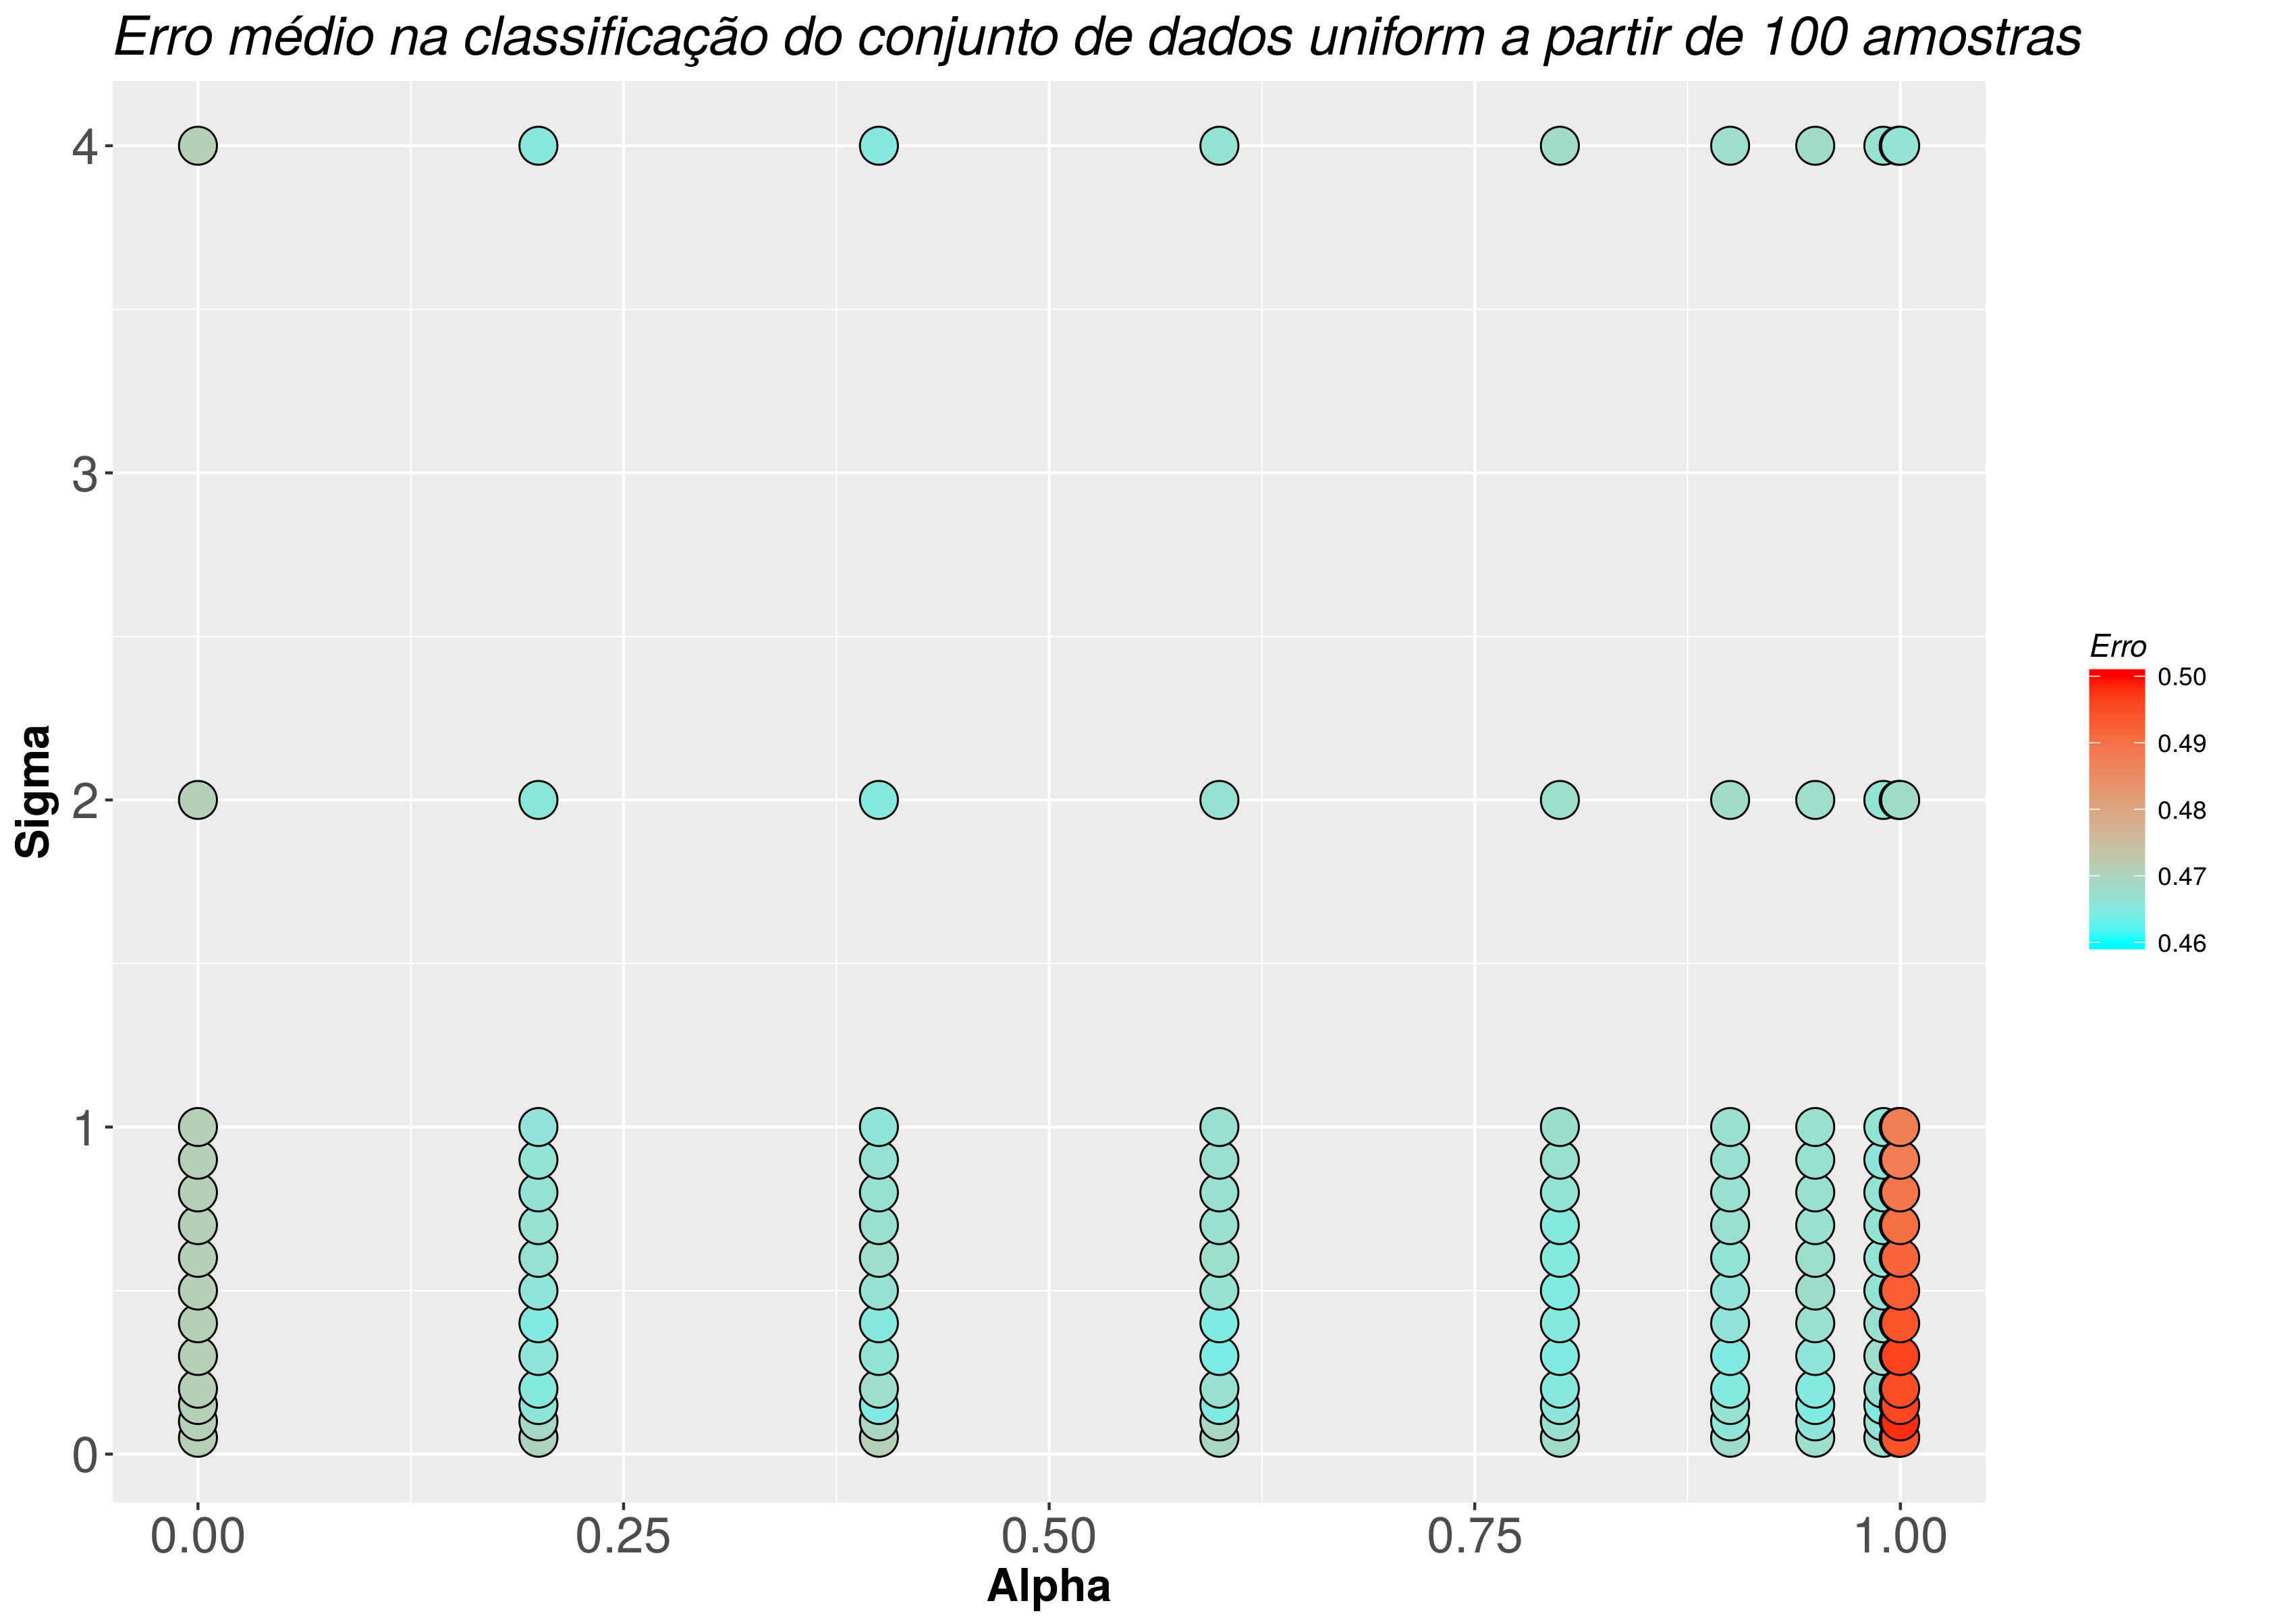 Erro médio na classificação do conjunto de dados uniform a partir de 100 amostras
4
3
2
1
0
Sigma
0.00 0.25 0.50 0.75 1.00
Alpha
Erro
0.50
0.49
0.48
0.47
0.46